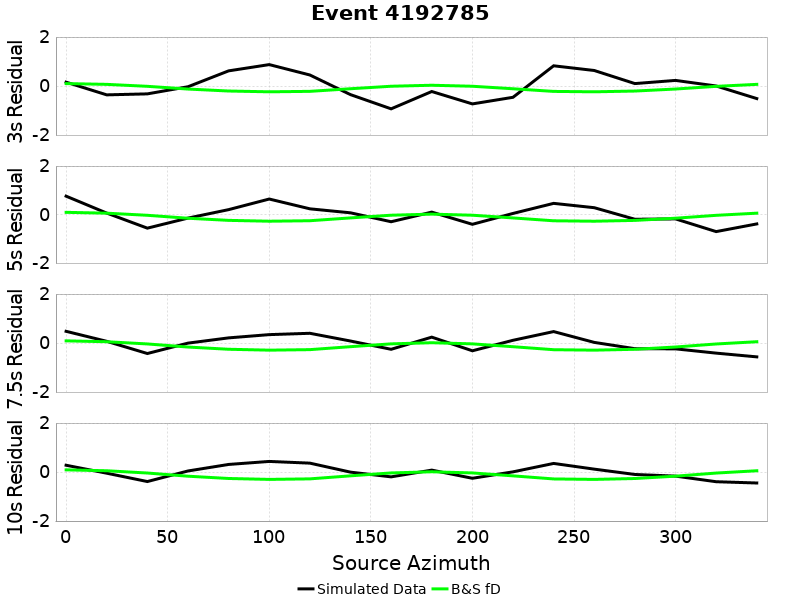 Event 4192785
3s Residual
2
0
-2
5s Residual
2
0
-2
7.5s Residual
2
0
-2
10s Residual
2
0
-2
0 50 100 150 200 250 300
Source Azimuth
Simulated Data B&S fD